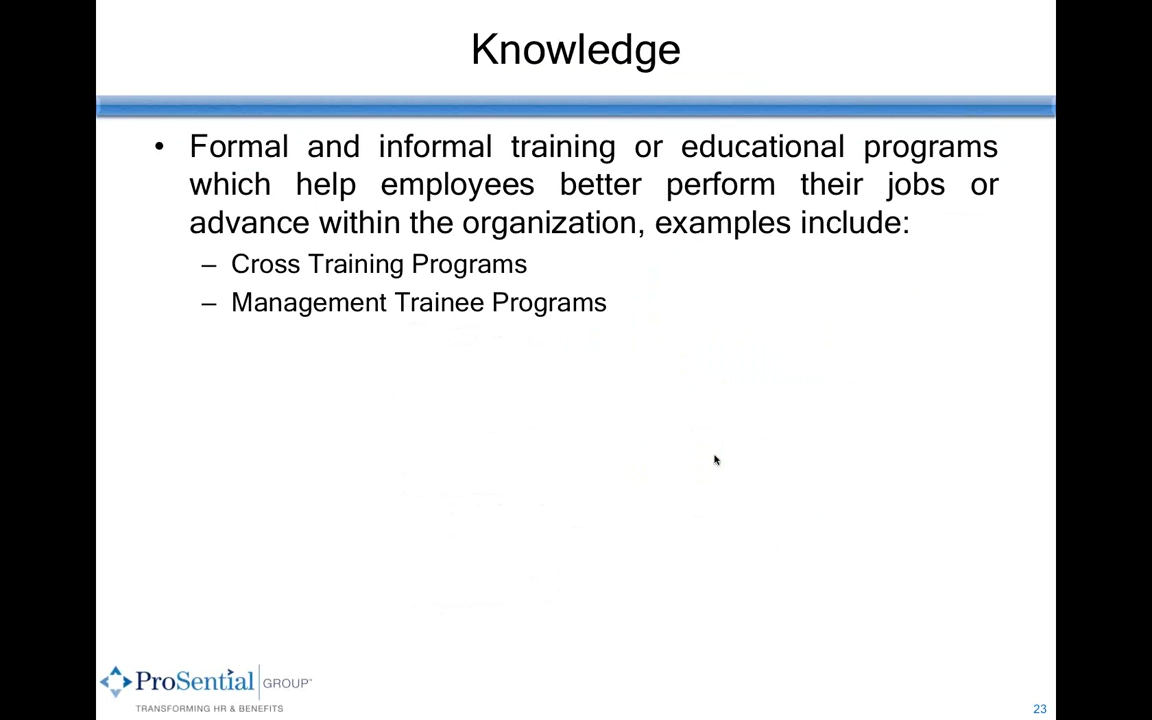 Knowledge
• Formal and informal training or educational programs
which help employees better perform their jobs or
advance within the organization, examples include:
– Cross Training Programs
– Management Trainee Programs
ProSential GROUP™
TRANSFORMING HR & BENEFITS
23